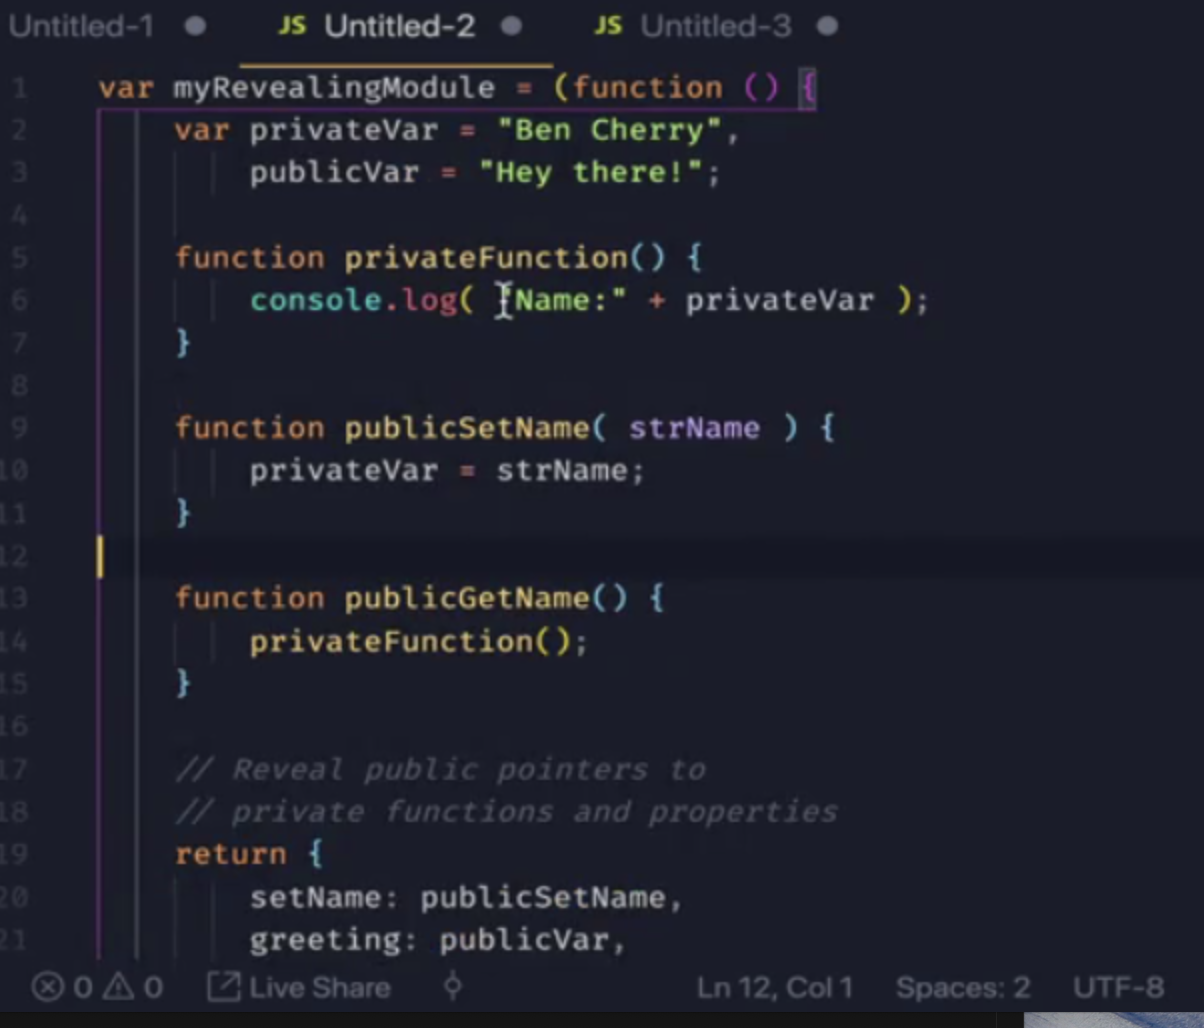 Untitled-1 JS Untitled-2 JS Untitled-3
1 var myRevealingModule = (function () {
2 var privateVar = "Ben Cherry",
3 publicVar = "Hey there!";
4
5 function privateFunction() {
6 console.log( "Name:" + privateVar );
7 }
8
9 function publicSetName( strName ) {
10 privateVar = strName;
11 }
12
13 function publicGetName() {
14 privateFunction();
15 }
16
17 // Reveal public pointers to
18 // private functions and properties
19 return {
20 setName: publicSetName,
21 greeting: publicVar,
0 0 Live Share Ln 12, Col 1 Spaces: 2 UTF-8